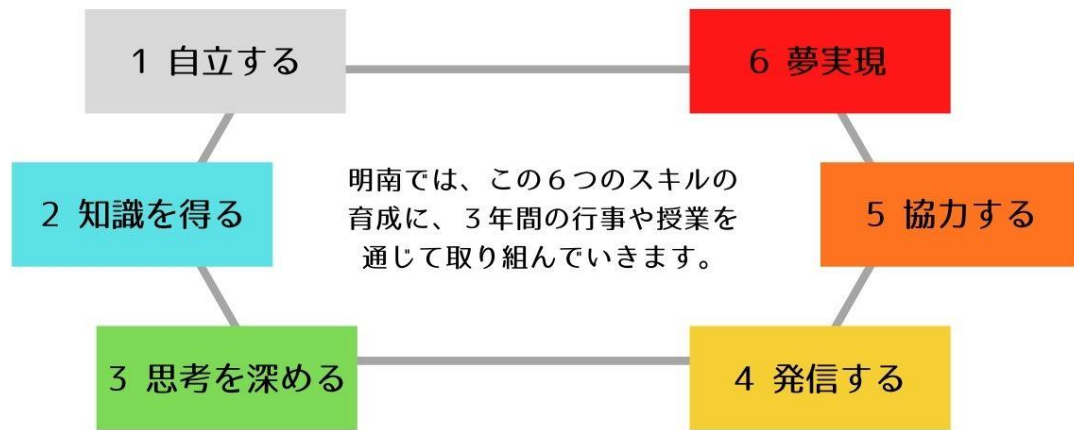 1 自立する
2 知識を得る
3 思考を深める
4 発信する
5 協力する
6 夢実現
明南では、この６つのスキルの
育成に、３年間の行事や授業を
通じて取り組んでいきます。